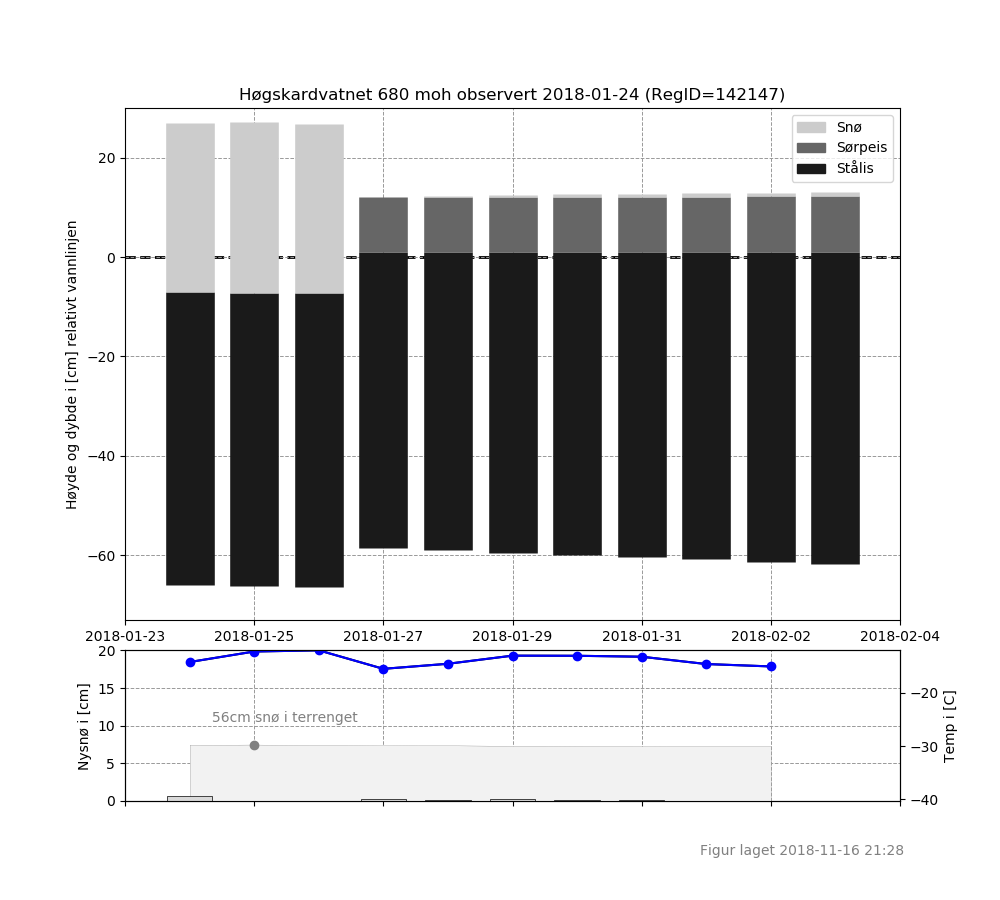 Høgskardvatnet 680 moh observert 2018-01-24 (RegID=142147)
Snø
Sørpeis
Stålis
Høyde og dybde i [cm] relativt vannlinjen
20
0
−20
−40
−60
2018-01-23 2018-01-25 2018-01-27 2018-01-29 2018-01-31 2018-02-02 2018-02-04
Nysnø i [cm]
20
15
10
5
0
56cm snø i terrenget
−20
−30
−40
Temp i [C]
Figur laget 2018-11-16 21:28